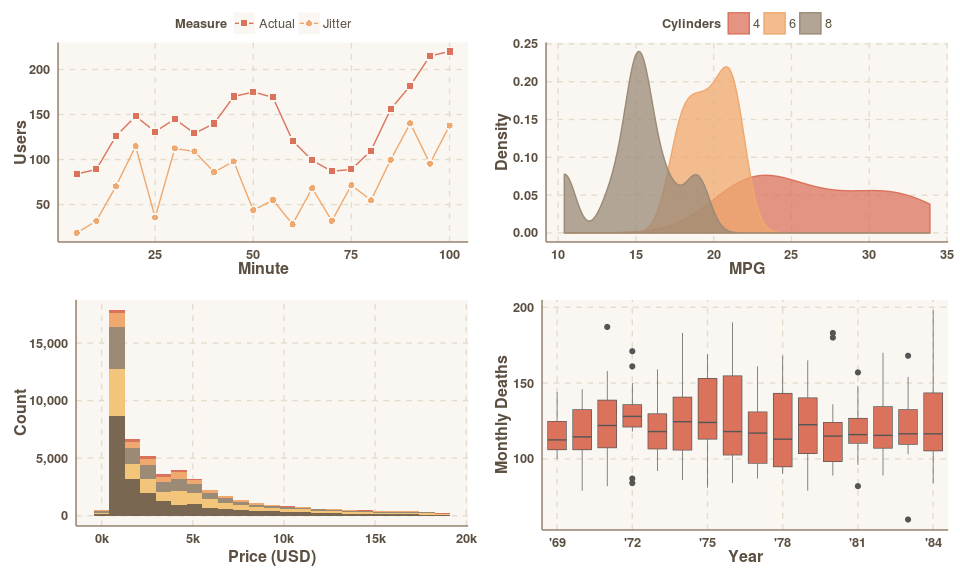 Measure Actual Jitter
200
150
100
50
Users
25 50 75 100
Minute
Cylinders 4 6 8
0.25
0.20
0.15
0.10
0.05
0.00
Density
10 15 20 25 30 35
MPG
15,000
10,000
5,000
0
Count
0k 5k 10k 15k 20k
Price (USD)
200
150
100
Monthly Deaths
'69 '72 '75 '78 '81 '84
Year